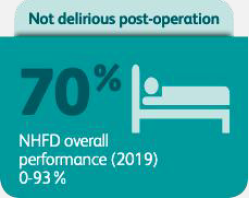 Not delirious post-operation
70%
NHFD overall
performance (2019)
0-93 %